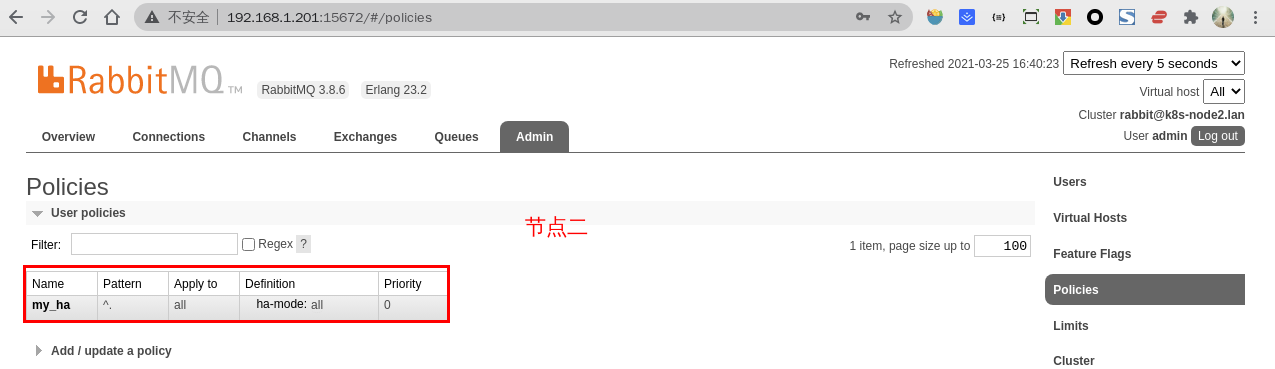 不安全 192.168.1.201:15672/#/policies
RabbitMQ TM RabbitMQ 3.8.6 Erlang 23.2
Refreshed 2021-03-25 16:40:23 Refresh every 5 seconds
Virtual host All
Cluster rabbit@k8s-node2.lan
User admin Log out
Overview Connections Channels Exchanges Queues Admin
Policies
User policies
节点二
Filter: Regex ? 1 item, page size up to 100
Name Pattern Apply to Definition Priority
my_ha ^. all ha-mode: all 0
Add / update a policy
Users
Virtual Hosts
Feature Flags
Policies
Limits
Cluster